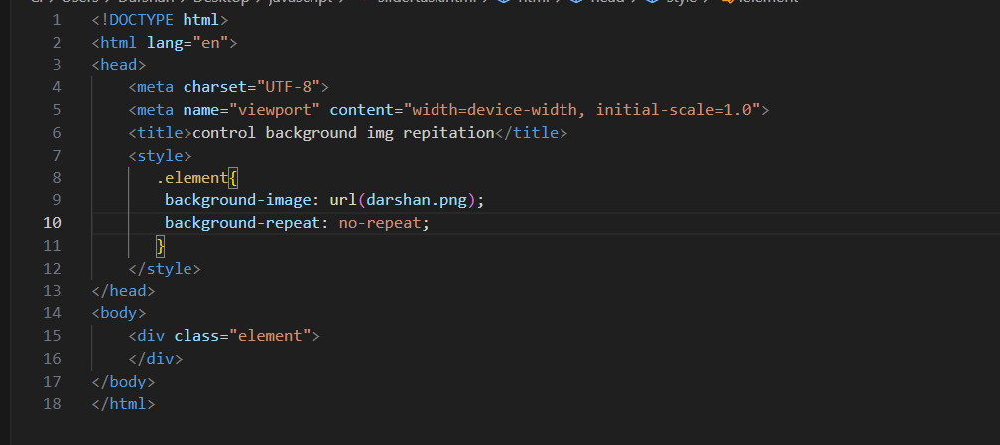 1 <!DOCTYPE html>
2 <html lang="en">
3 <head>
4     <meta charset="UTF-8">
5     <meta name="viewport" content="width=device-width, initial-scale=1.0">
6     <title>control background img repitation</title>
7     <style>
8        .element{
9         background-image: url(darshan.png);
10         background-repeat: no-repeat;
11        }
12     </style>
13 </head>
14 <body>
15     <div class="element">
16     </div>
17 </body>
18 </html>